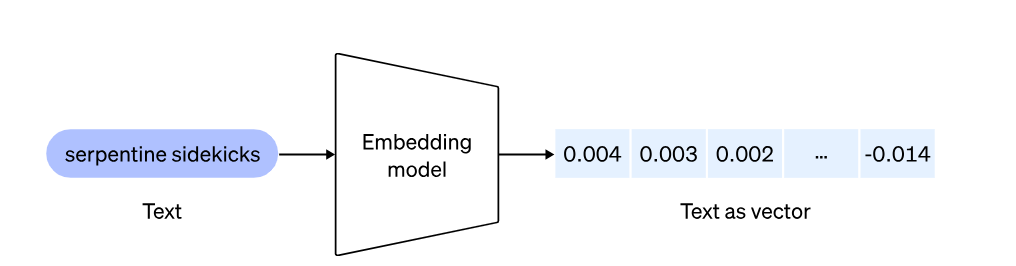 serpentine sidekicks
Embedding
model
0.004 0.003 0.002 ... -0.014
Text
Text as vector